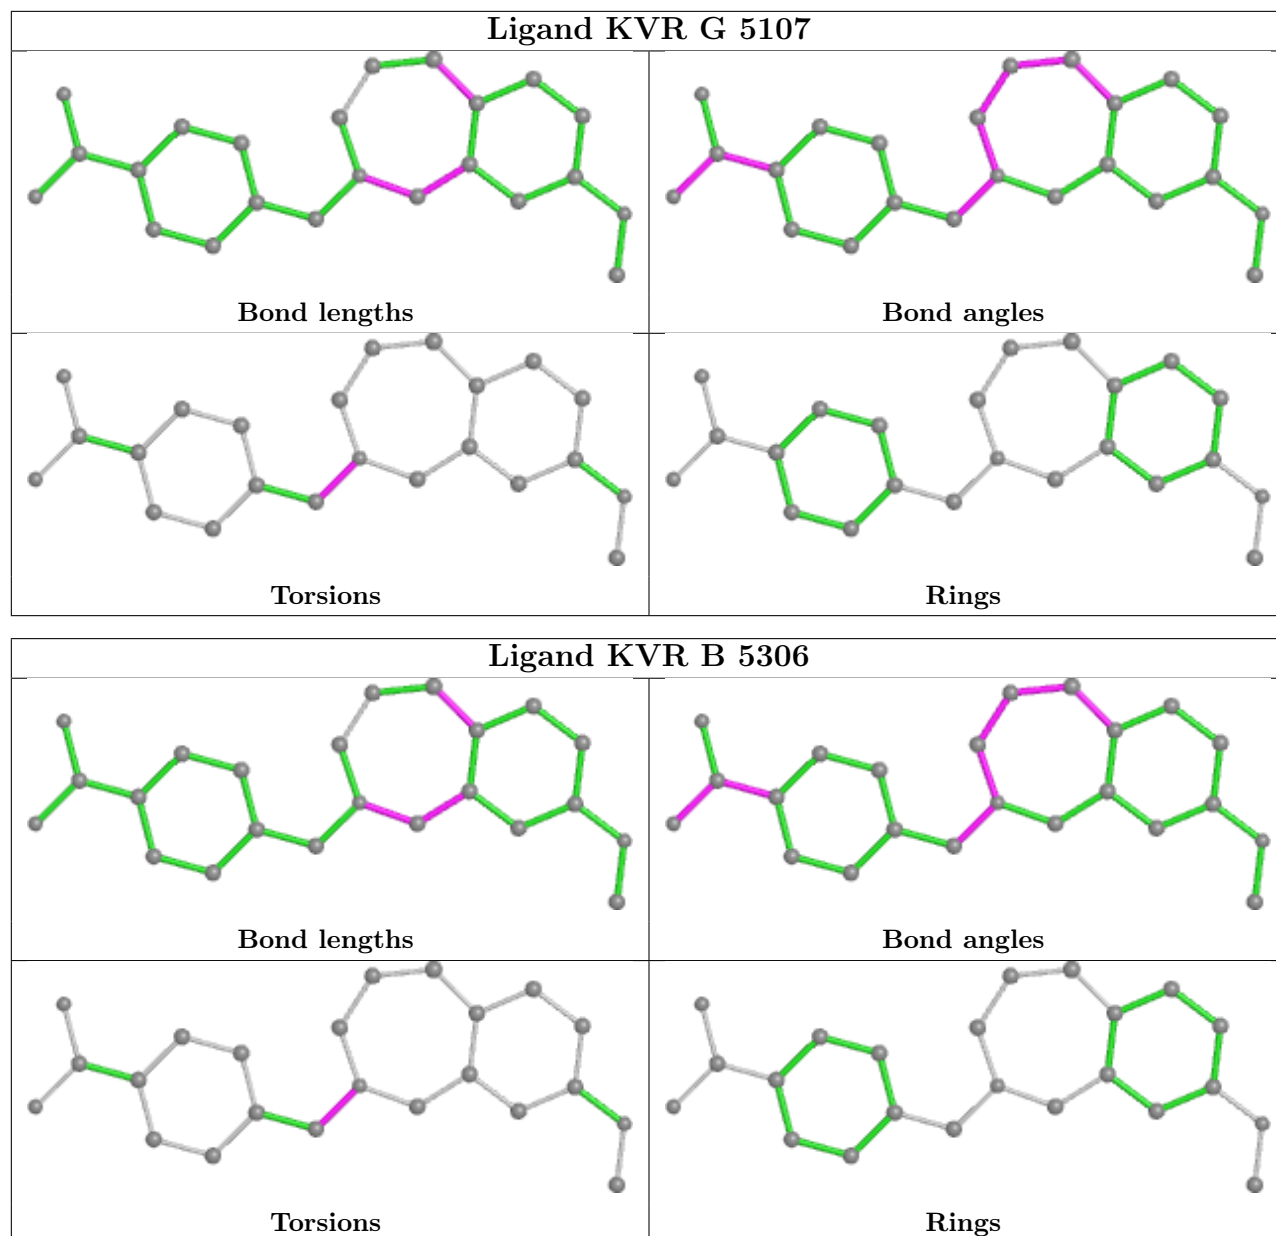 Ligand KVR G 5107
Bond lengths
Bond angles
Torsions
Rings
Ligand KVR B 5306
Bond lengths
Bond angles
Torsions
Rings